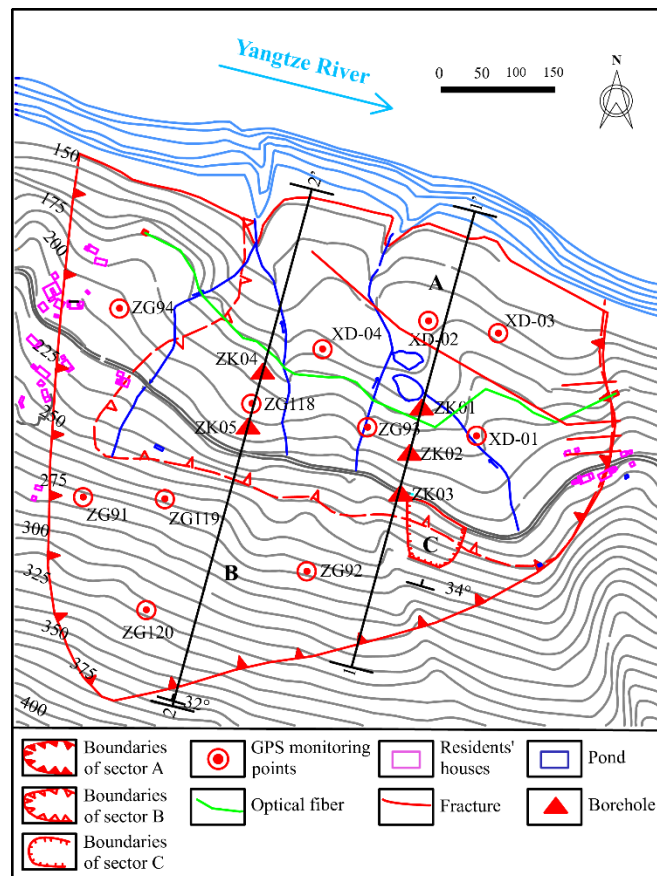 Yangtze River
0 50 100 150
N
150
175
200
225
250
275
300
325
350
375
400
2'
1'
A
ZG94
XD-04
XD-02
XD-03
ZK04
ZG118
ZK05
ZG93
ZK01
XD-01
ZK02
ZK03
ZG91
ZG119
B
ZG92
C
34°
ZG120
1
2
32°
Boundaries
of sector A
GPS monitoring
points
Residents'
houses
Pond
Boundaries
of sector B
Optical fiber
Fracture
Borehole
Boundaries
of sector C